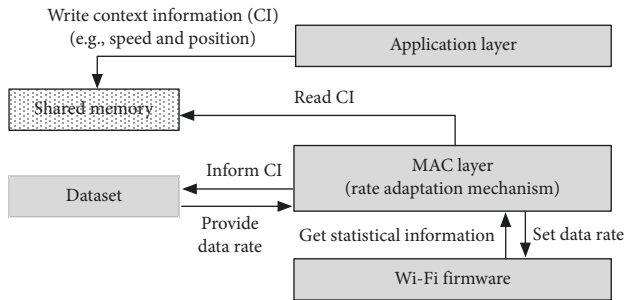 Write context information (CI)
(e.g., speed and position)
Application layer
Shared memory
Read CI
MAC layer
(rate adaptation mechanism)
Inform CI
Dataset
Provide
data rate
Get statistical information
Set data rate
Wi-Fi firmware